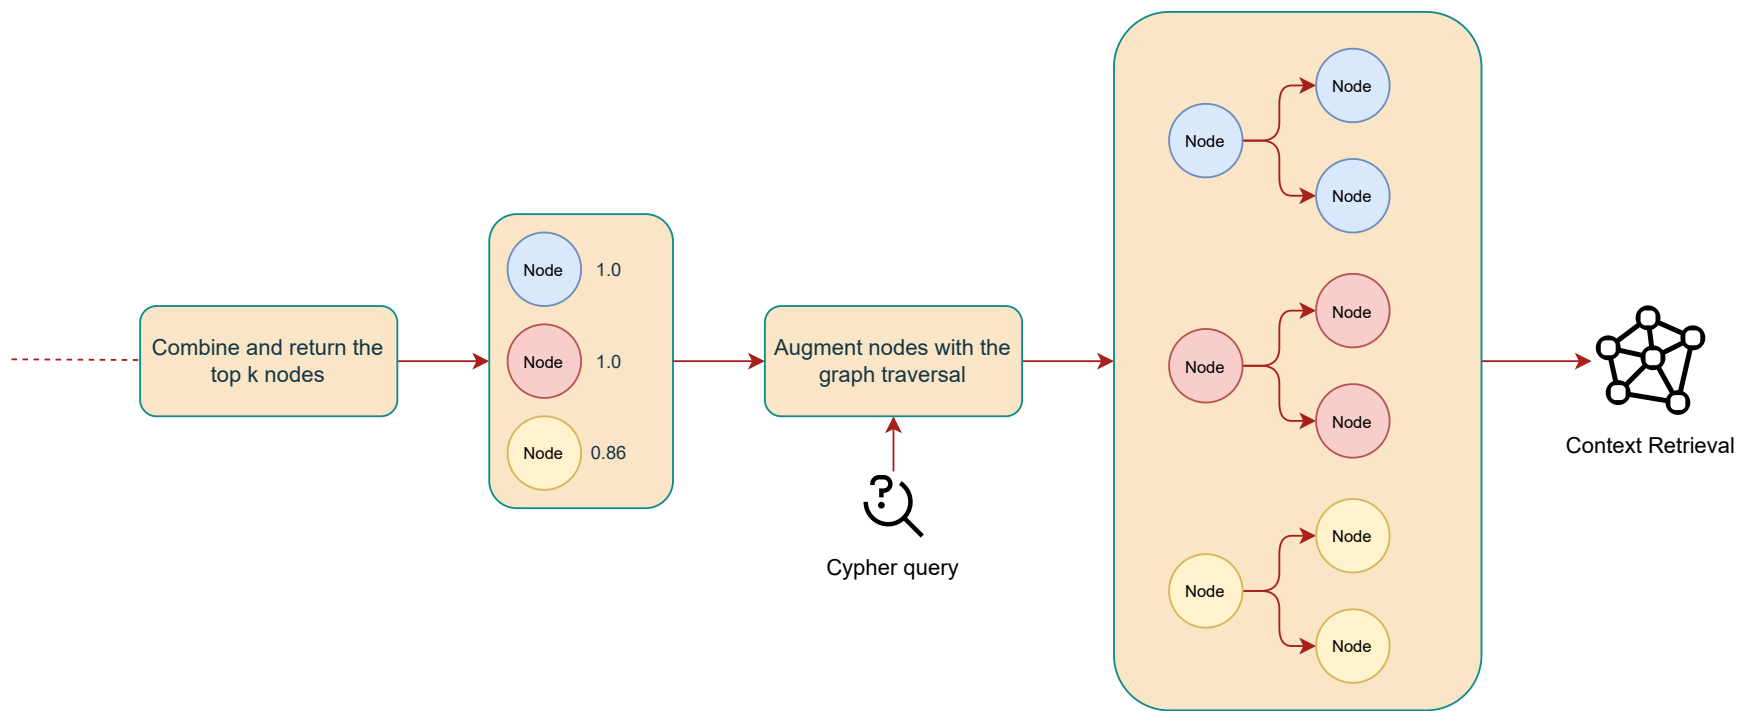 Combine and return the
top k nodes
Node 1.0
Node 1.0
Node 0.86
Augment nodes with the
graph traversal
Cypher query
Node
Node
Node
Node
Node
Node
Node
Node
Node
Context Retrieval